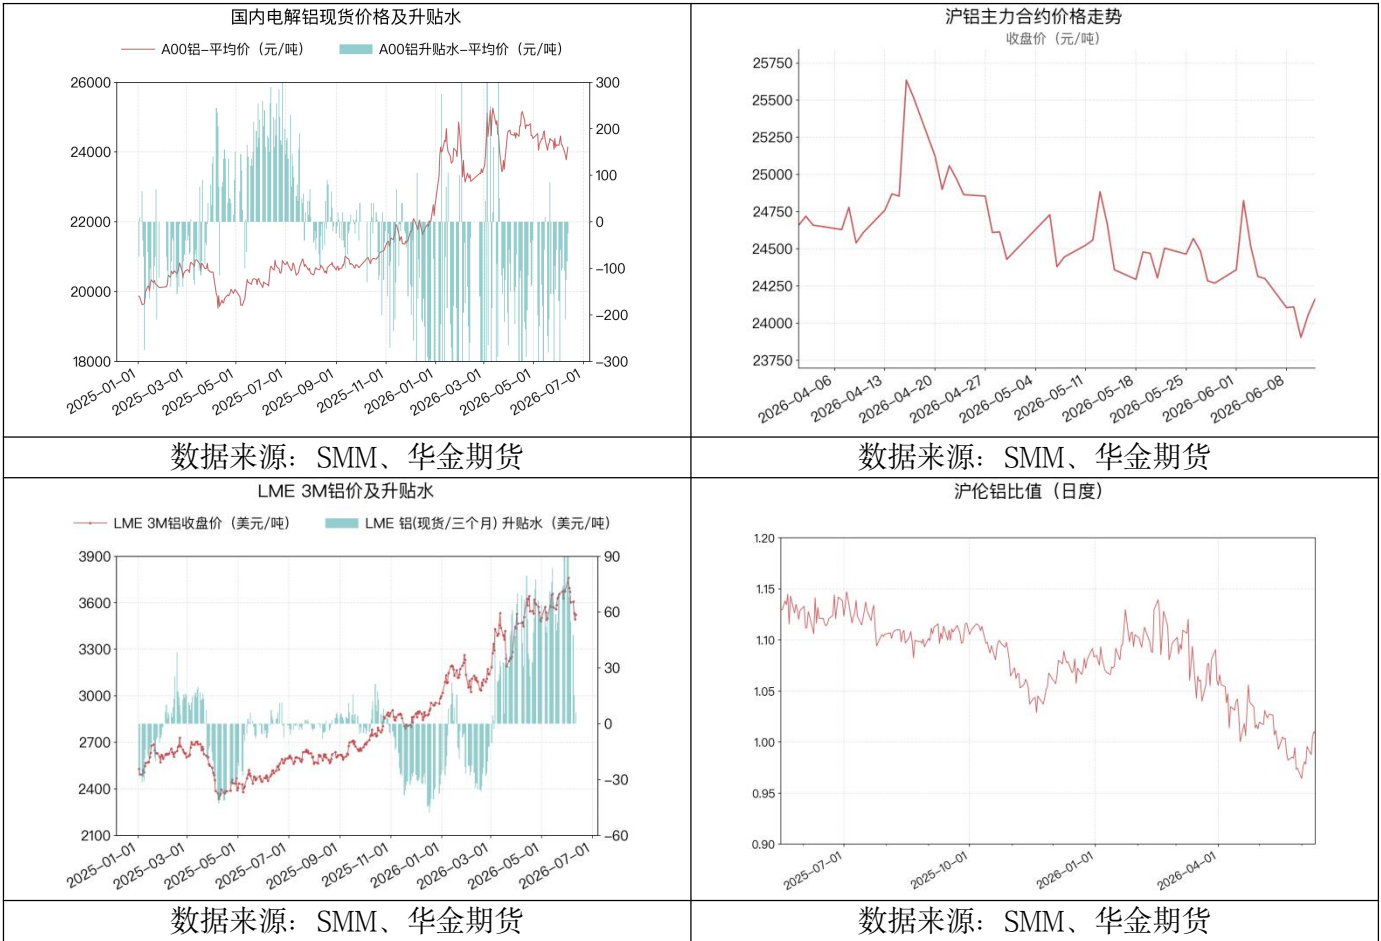 国内电解铝现货价格及升贴水
A00铝-平均价（元/吨） A00铝升贴水-平均价（元/吨）
26000 300
24000 200
100
22000 0
20000 -100
-200
18000 -300
2025-01-01 2025-03-01 2025-05-01 2025-07-01 2025-09-01 2025-11-01 2026-01-01 2026-03-01 2026-05-01 2026-07-01
沪铝主力合约价格走势
收盘价（元/吨）
25750
25500
25250
25000
24750
24500
24250
24000
23750
2026-04-06 2026-04-13 2026-04-20 2026-04-27 2026-05-04 2026-05-11 2026-05-18 2026-05-25 2026-06-01 2026-06-08
数据来源：SMM、华金期货
数据来源：SMM、华金期货
LME 3M铝价及升贴水
LME 3M铝收盘价（美元/吨） LME 铝(现货/三个月) 升贴水（美元/吨）
3900 90
3600 60
3300 30
3000 0
2700
2400 -30
2100 -60
2025-01-01 2025-03-01 2025-05-01 2025-07-01 2025-09-01 2025-11-01 2026-01-01 2026-03-01 2026-05-01 2026-07-01
沪伦铝比值（日度）
1.20
1.15
1.10
1.05
1.00
0.95
0.90
2025-07-01 2025-10-01 2026-01-01 2026-04-01
数据来源：SMM、华金期货
数据来源：SMM、华金期货